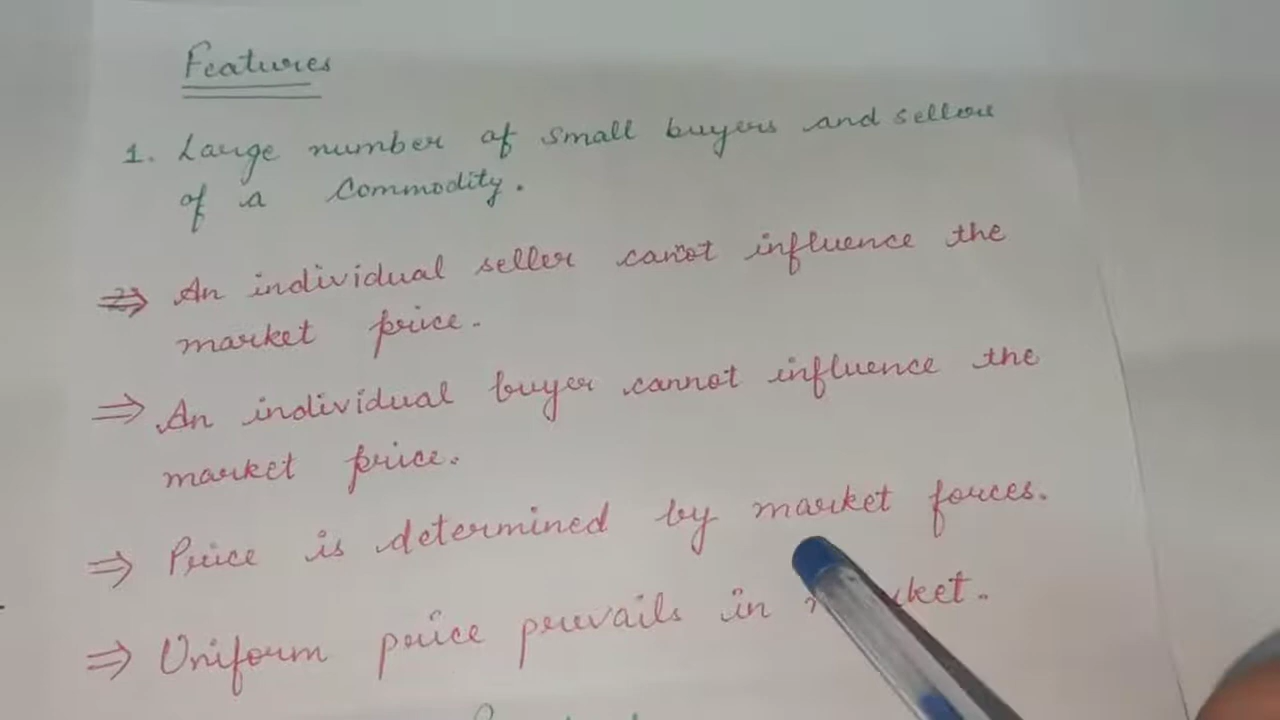 Features
1. Large number of small buyers and sellers
of a Commodity.
⇒ An individual seller cannot influence the
market price.
⇒ An individual buyer cannot influence the
market price.
⇒ Price is determined by market forces.
⇒ Uniform price prevails in market.